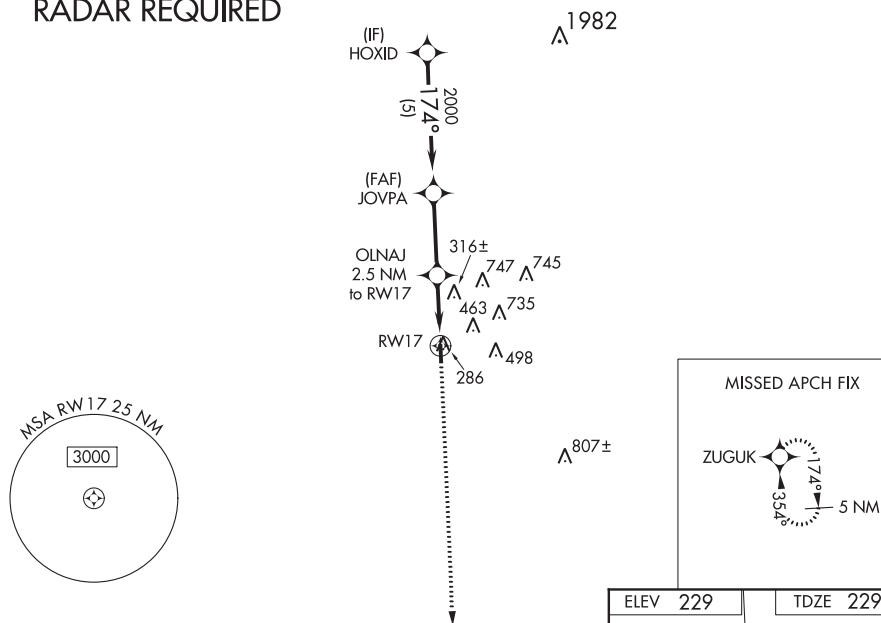 RADAR REQUIRED
1982
(IF)
HOXID
2000
174°
(5)
(FAF)
JOVPA
OLNAJ
2.5 NM
to RW17
316±
747
745
463
735
RW17
498
286
MSA RW17 25 NM
3000
807±
MISSED APCH FIX
ZUGUK
174°
354°
5 NM
ELEV 229
TDZE 229